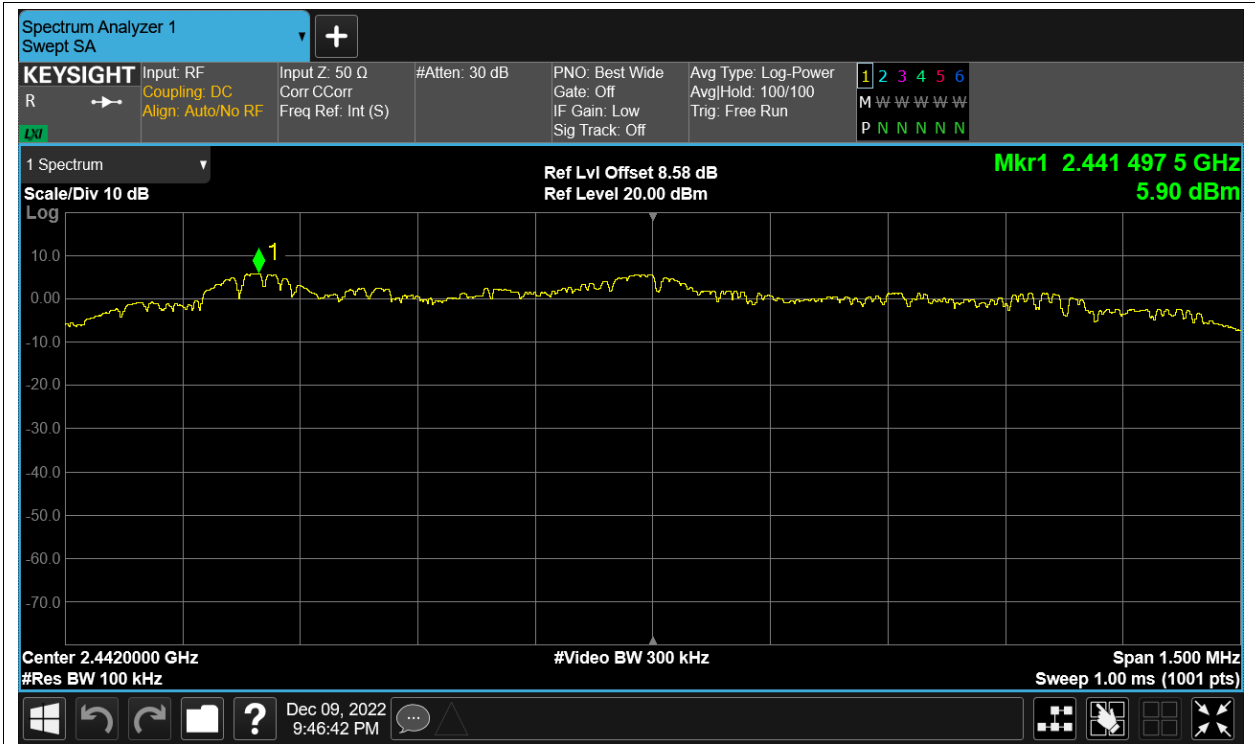 Spectrum Analyzer 1
Swept SA
KEYSIGHT
R
LXI
Input: RF
Coupling: DC
Align: Auto/No RF
Input Z: 50 Ω
Corr CCorr
Freq Ref: Int (S)
#Atten: 30 dB
PNO: Best Wide
Gate: Off
IF Gain: Low
Sig Track: Off
Avg Type: Log-Power
Avg|Hold: 100/100
Trig: Free Run
1 2 3 4 5 6
M W W W W W
P N N N N N
1 Spectrum
Scale/Div 10 dB
Log
Ref Lvl Offset 8.58 dB
Ref Level 20.00 dBm
Mkr1 2.441 497 5 GHz
5.90 dBm
1
10.0
0.00
-10.0
-20.0
-30.0
-40.0
-50.0
-60.0
-70.0
Center 2.4420000 GHz
#Res BW 100 kHz
#Video BW 300 kHz
Span 1.500 MHz
Sweep 1.00 ms (1001 pts)
?
Dec 09, 2022
9:46:42 PM